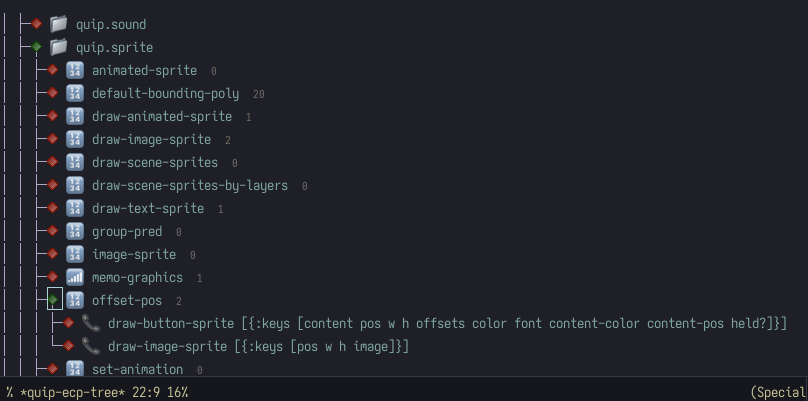 quip.sound
quip.sprite
animated-sprite 0
default-bounding-poly 20
draw-animated-sprite 1
draw-image-sprite 2
draw-scene-sprites 0
draw-scene-sprites-by-layers 0
draw-text-sprite 1
group-pred 0
image-sprite 0
memo-graphics 1
offset-pos 2
draw-button-sprite [{:keys [content pos w h offsets color font content-color content-pos held?]}]
draw-image-sprite [{:keys [pos w h image]}]
set-animation 0
% *quip-ecp-tree* 22:9 16% (Special